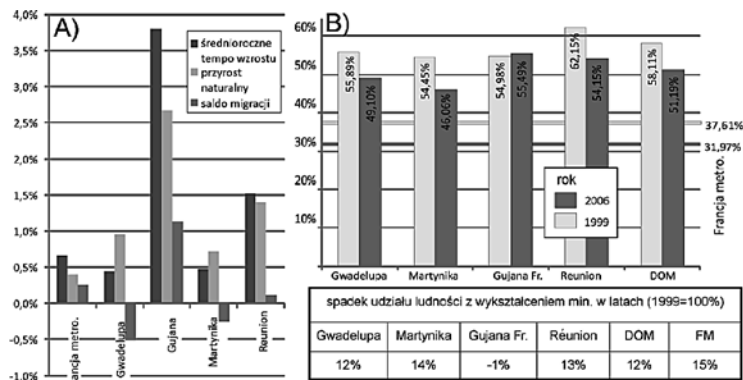 A)
4,0%
3,5%
3,0%
2,5%
2,0%
1,5%
1,0%
0,5%
0,0%
-0,5%
-1,0%
średnioroczne
tempo wzrostu
przyrost
naturalny
saldo migracji
ancja metro.
Gwadelupa
Gujana
Martynika
Reunion
B)
60%
50%
40%
30%
20%
10%
55,89%
49,10%
54,45%
46,06%
54,98%
55,49%
62,15%
54,15%
58,11%
51,19%
37,61%
31,97%
Francja metro.
rok
2006
1999
Gwadelupa
Martynika
Gujana Fr.
Reunion
DOM
spadek udziału ludności z wykształceniem min. w latach (1999=100%)
Gwadelupa Martynika Gujana Fr. Réunion DOM FM
12% 14% -1% 13% 12% 15%